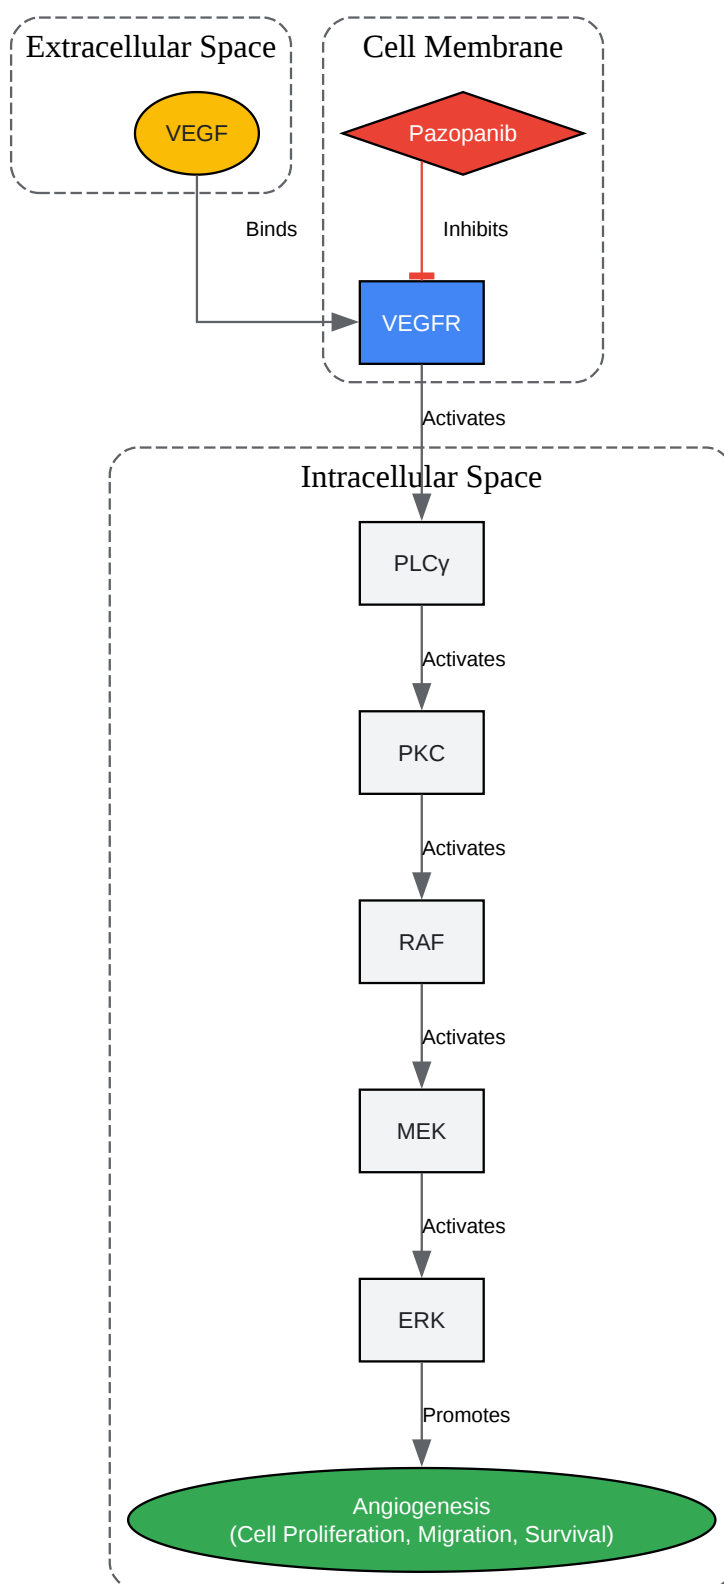 Extracellular Space
Cell Membrane
VEGF
Pazopanib
Binds
Inhibits
VEGFR
Activates
Intracellular Space
PLCγ
Activates
PKC
Activates
RAF
Activates
MEK
Activates
ERK
Promotes
Angiogenesis
(Cell Proliferation, Migration, Survival)